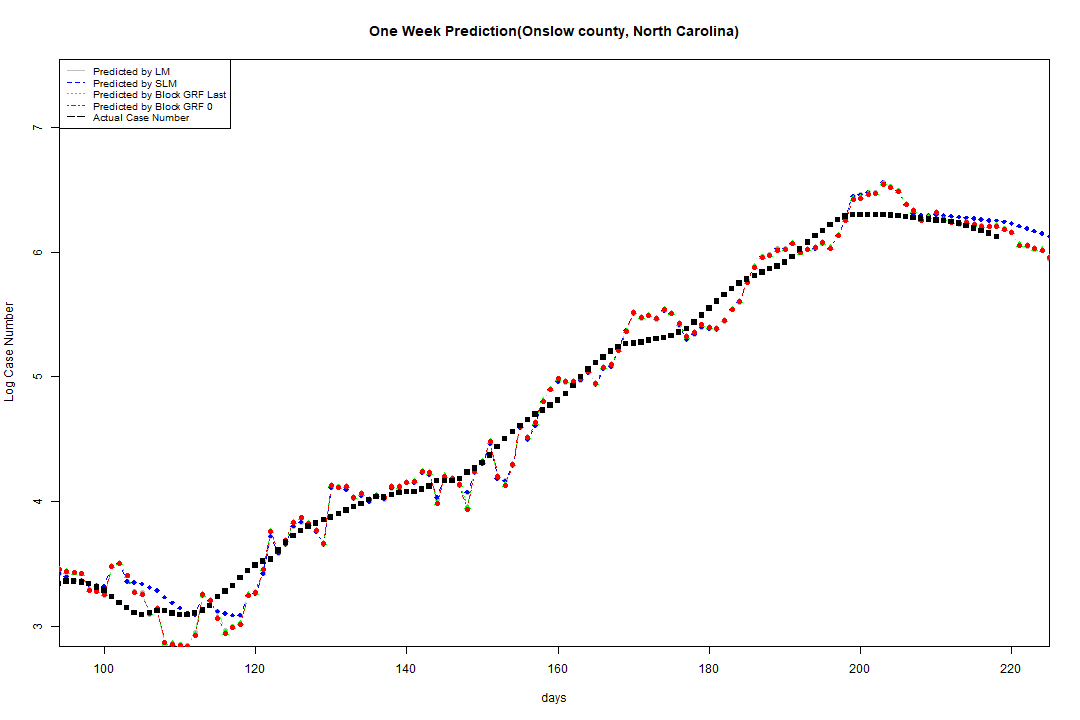 One Week Prediction(Onslow county, North Carolina)
Predicted by LM
Predicted by SLM
Predicted by Block GRF Last
Predicted by Block GRF 0
Actual Case Number
Log Case Number
7
6
5
4
3
100 120 140 160 180 200 220
days